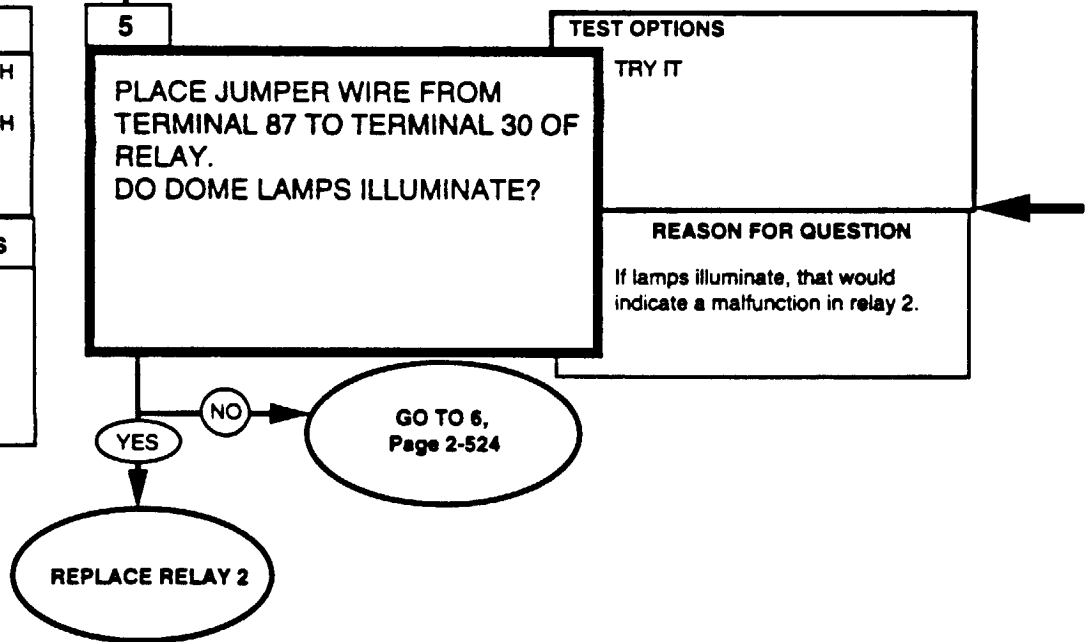 H
H
S
5
PLACE JUMPER WIRE FROM
TERMINAL 87 TO TERMINAL 30 OF
RELAY.
DO DOME LAMPS ILLUMINATE?
TEST OPTIONS
TRY IT
REASON FOR QUESTION
If lamps illuminate, that would
indicate a malfunction in relay 2.
NO
GO TO 6,
Page 2-524
YES
REPLACE RELAY 2